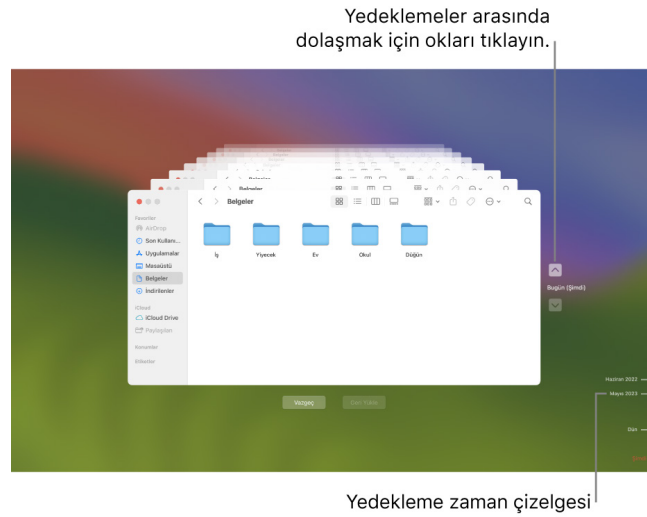 Yedeklemeler arasında
dolaşmak için okları tıklayın.
Belgeler
Belgeler
Belgeler
Favoriler
AirDrop
Son Kullanı...
Uygulamalar
Masaüstü
Belgeler
İndirilenler
iCloud
iCloud Drive
Paylaşılan
Konumlar
Etiketler
İş
Yiyecek
Ev
Okul
Düğün
Bugün (Şimdi)
Vazgeç
Geri Yükle
Haziran 2022
Mayıs 2023
Dün
Yedekleme zaman çizelgesi